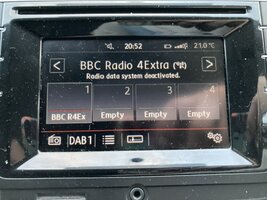 20:52 21,0°C
BBC Radio 4Extra
Radio data system deactivated.
1 2 3 4
BBC R4Ex Empty Empty Empty
DAB1